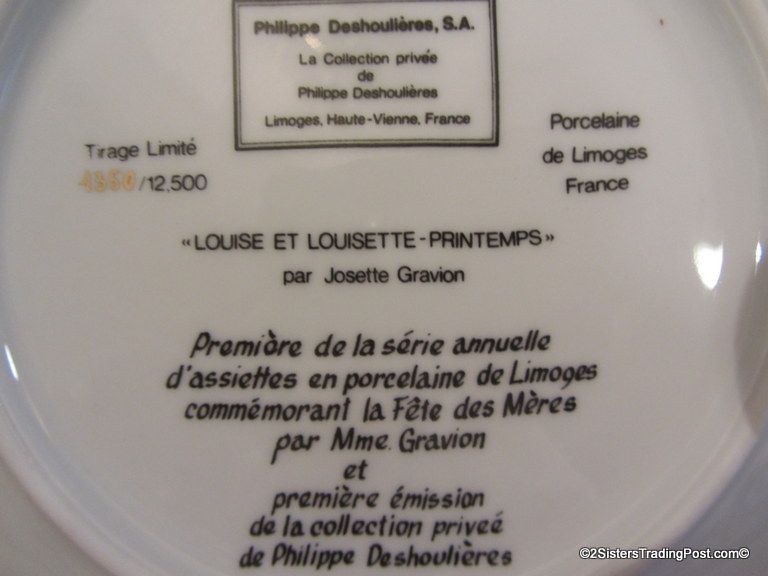 Philippe Deshoulières, S.A.
La Collection privée
de
Philippe Deshoulières
Limoges, Haute-Vienne, France
Tirage Limité
4350/12,500
Porcelaine
de Limoges
France
«LOUISE ET LOUISETTE-PRINTEMPS»
par Josette Gravion
Première de la série annuelle
d'assiettes en porcelaine de Limoges
commémorant la Fête des Mères
par Mme. Gravion
et
première émission
de la collection priveé
de Philippe Deshoulières
©2SistersTradingPost.com©